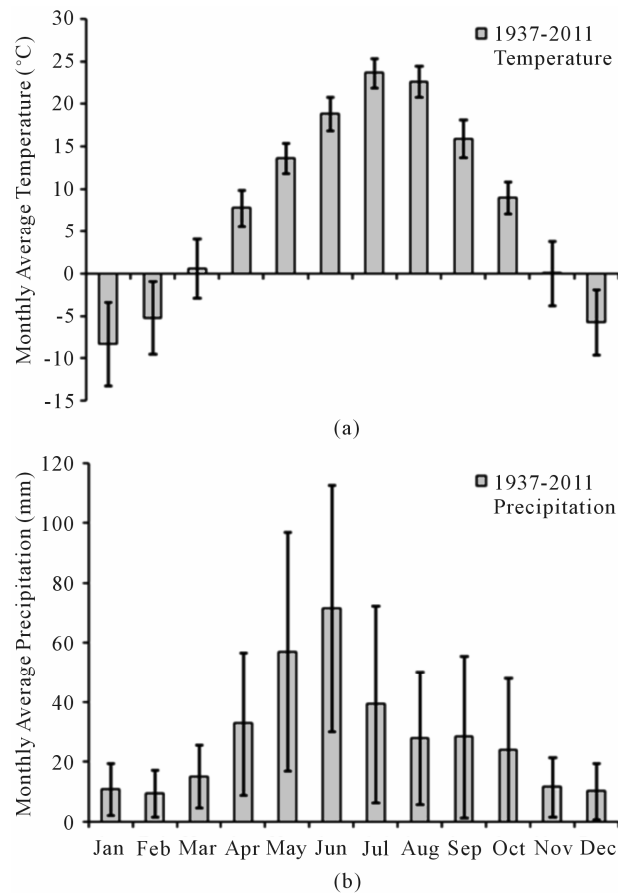 Monthly Average Temperature (°C)
30
25
20
15
10
5
0
-5
-10
-15
1937-2011
Temperature
(a)
Monthly Average Precipitation (mm)
120
100
80
60
40
20
0
1937-2011
Precipitation
Jan Feb Mar Apr May Jun Jul Aug Sep Oct Nov Dec
(b)